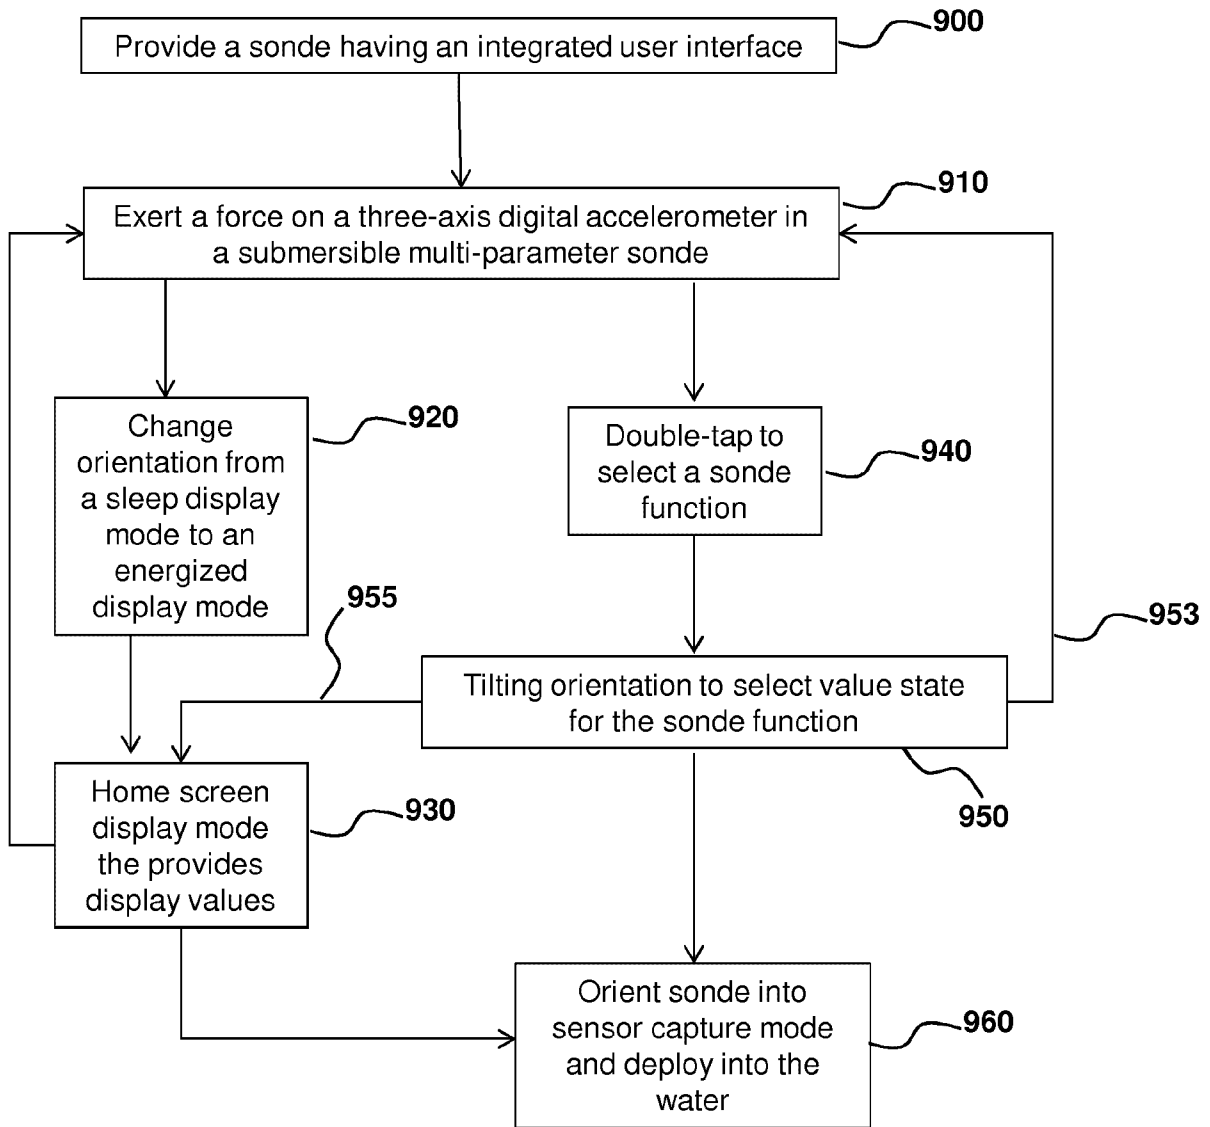 900
Provide a sonde having an integrated user interface
910
Exert a force on a three-axis digital accelerometer in
a submersible multi-parameter sonde
920
Change
orientation from
a sleep display
mode to an
energized
display mode
940
Double-tap to
select a sonde
function
955
953
Tilting orientation to select value state
for the sonde function
950
Home screen
display mode
the provides
display values
930
Orient sonde into
sensor capture mode
and deploy into the
water
960